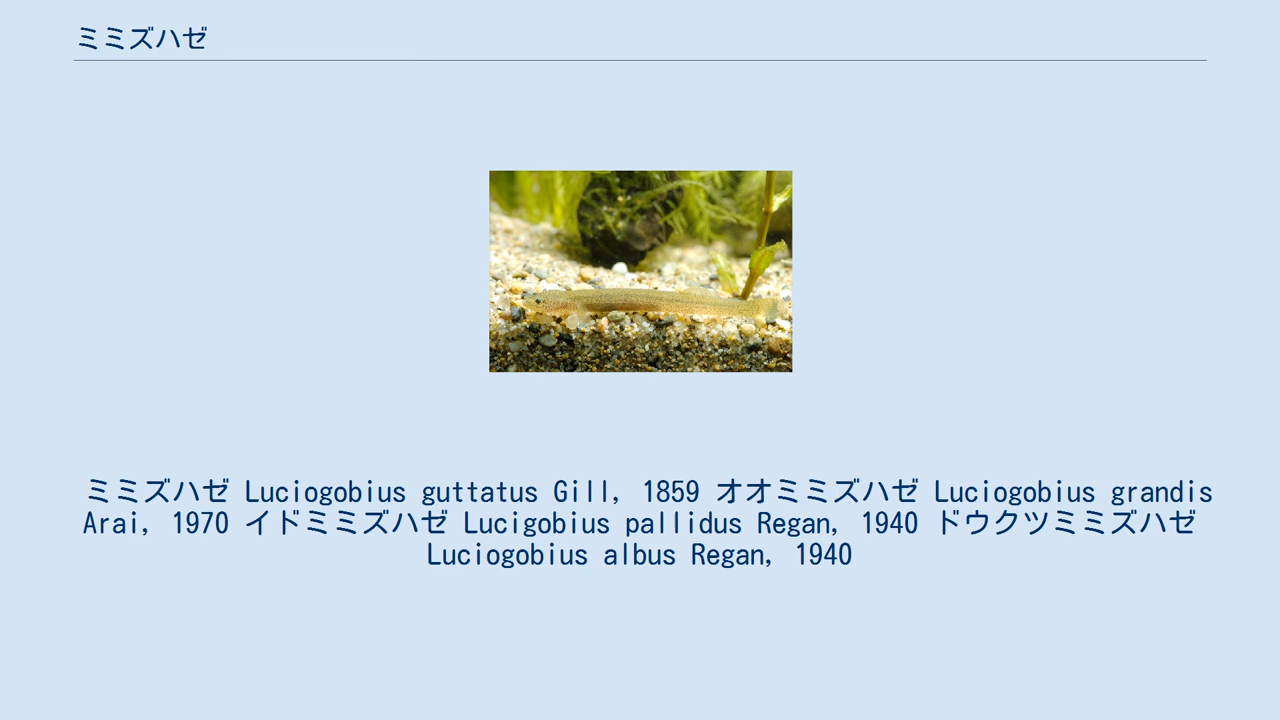 ミミズハゼ
ミミズハゼ Luciogobius guttatus Gill, 1859 オオミミズハゼ Luciogobius grandis
Arai, 1970 イドミミズハゼ Lucigobius pallidus Regan, 1940 ドウクツミミズハゼ
Luciogobius albus Regan, 1940